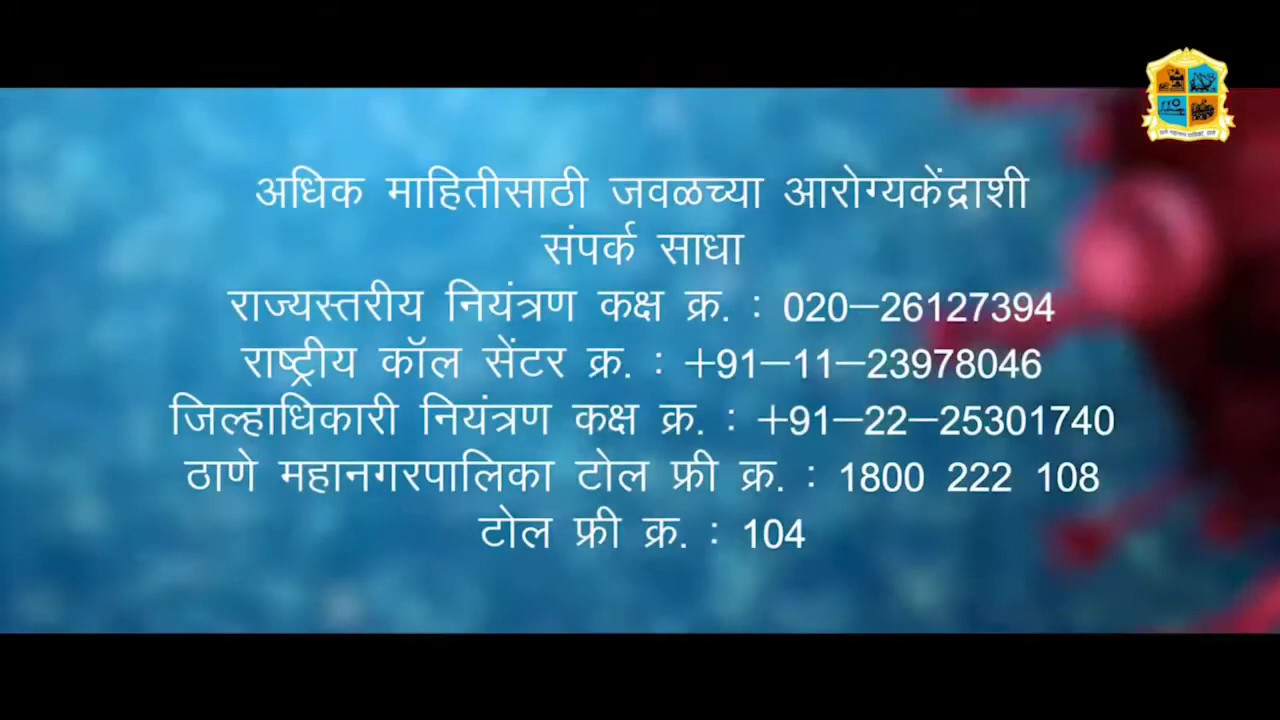 अधिक माहितीसाठी जवळच्या आरोग्यकेंद्राशी
संपर्क साधा
राज्यस्तरीय नियंत्रण कक्ष क्र. : 020–26127394
राष्ट्रीय कॉल सेंटर क्र. : +91–11–23978046
जिल्हाधिकारी नियंत्रण कक्ष क्र. : +91–22–25301740
ठाणे महानगरपालिका टोल फ्री क्र. : 1800 222 108
टोल फ्री क्र. : 104